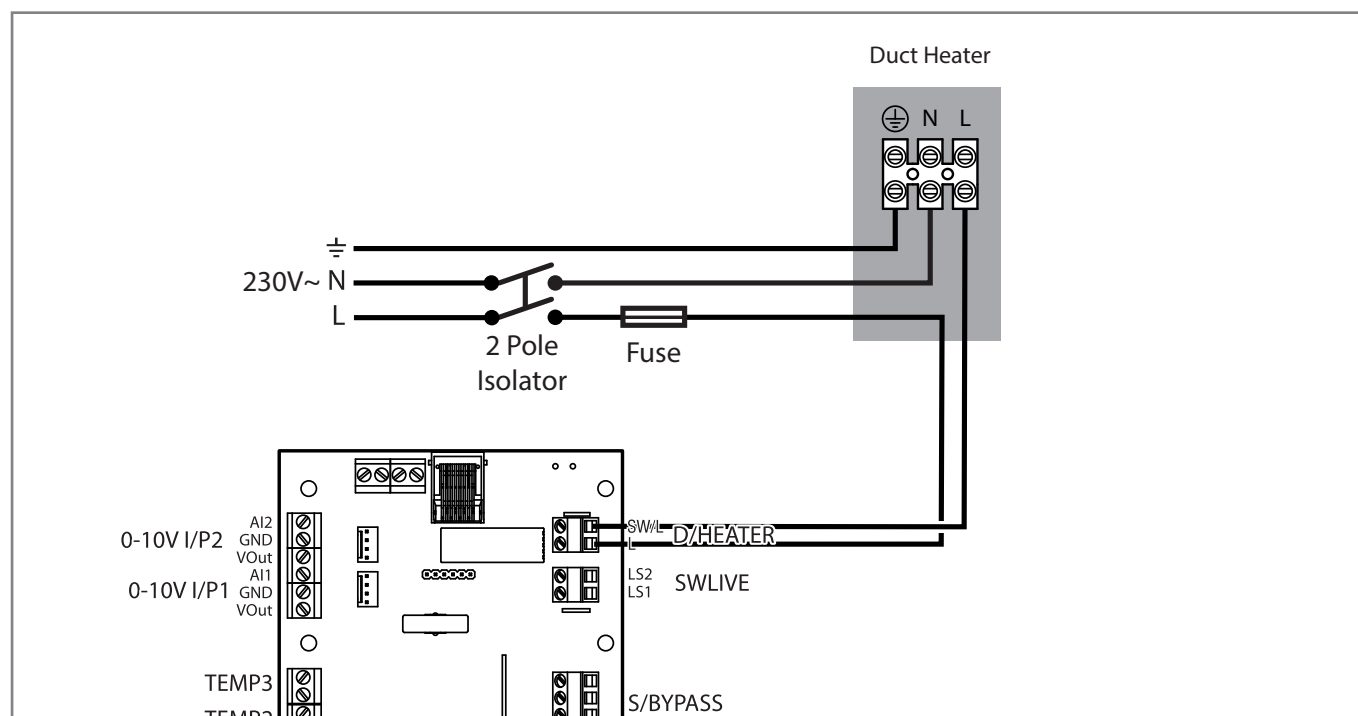 Duct Heater
N L
230V~ N
L
2 Pole
Isolator
Fuse
AI2
0-10V I/P2 GND
VOut
AI1
0-10V I/P1 GND
VOut
SW/L
D/HEATER
L
LS2
SWLIVE
LS1
TEMP3
S/BYPASS
TEMP2